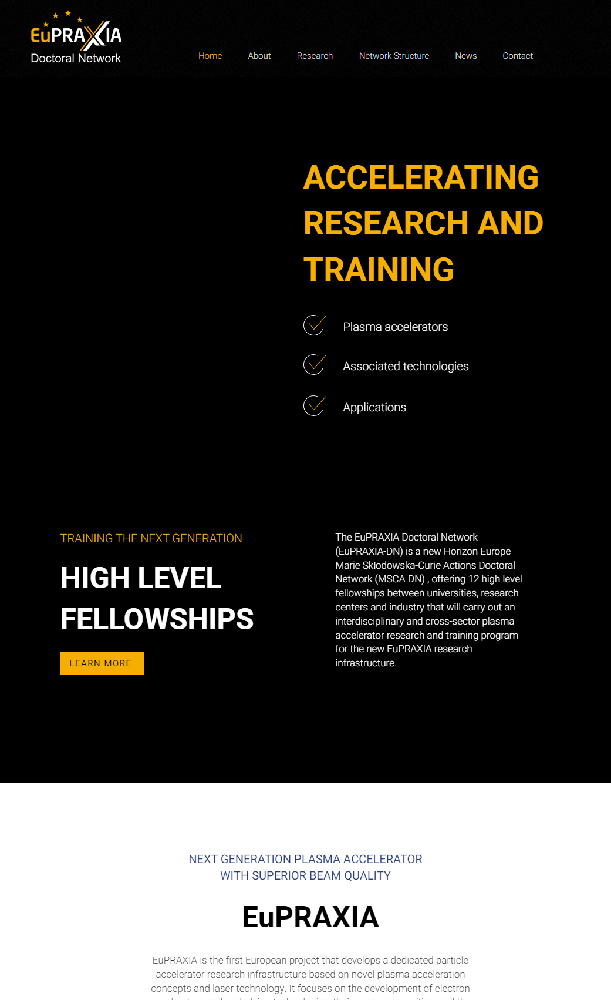 EuPRAXIA
Doctoral Network
Home About Research Network Structure News Contact
ACCELERATING
RESEARCH AND
TRAINING
Plasma accelerators
Associated technologies
Applications
TRAINING THE NEXT GENERATION
HIGH LEVEL
FELLOWSHIPS
LEARN MORE
The EuPRAXIA Doctoral Network
(EuPRAXIA-DN) is a new Horizon Europe
Marie Skłodowska-Curie Actions Doctoral
Network (MSCA-DN) , offering 12 high level
fellowships between universities, research
centers and industry that will carry out an
interdisciplinary and cross-sector plasma
accelerator research and training program
for the new EuPRAXIA research
infrastructure.
NEXT GENERATION PLASMA ACCELERATOR
WITH SUPERIOR BEAM QUALITY
EuPRAXIA
EuPRAXIA is the first European project that develops a dedicated particle
accelerator research infrastructure based on novel plasma acceleration
concepts and laser technology. It focuses on the development of electron